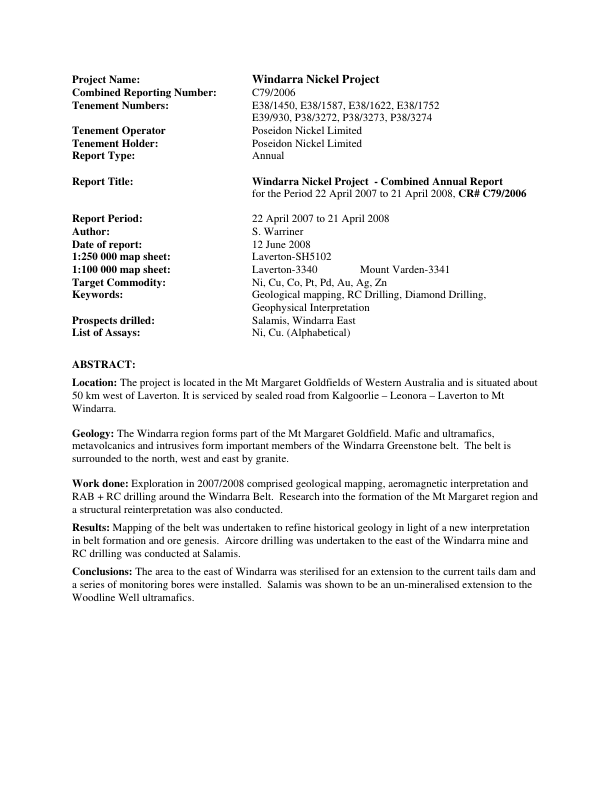 Project Name: Windarra Nickel Project
Combined Reporting Number: C79/2006
Tenement Numbers: E38/1450, E38/1587, E38/1622, E38/1752
E39/930, P38/3272, P38/3273, P38/3274
Tenement Operator Poseidon Nickel Limited
Tenement Holder: Poseidon Nickel Limited
Report Type: Annual
Report Title: Windarra Nickel Project - Combined Annual Report
for the Period 22 April 2007 to 21 April 2008, CR# C79/2006
Report Period: 22 April 2007 to 21 April 2008
Author: S. Warriner
Date of report: 12 June 2008
1:250 000 map sheet: Laverton-SH5102
1:100 000 map sheet: Laverton-3340 Mount Varden-3341
Target Commodity: Ni, Cu, Co, Pt, Pd, Au, Ag, Zn
Keywords: Geological mapping, RC Drilling, Diamond Drilling,
Geophysical Interpretation
Prospects drilled: Salamis, Windarra East
List of Assays: Ni, Cu. (Alphabetical)
ABSTRACT:
Location: The project is located in the Mt Margaret Goldfields of Western Australia and is situated about
50 km west of Laverton. It is serviced by sealed road from Kalgoorlie – Leonora – Laverton to Mt
Windarra.
Geology: The Windarra region forms part of the Mt Margaret Goldfield. Mafic and ultramafics,
metavolcanics and intrusives form important members of the Windarra Greenstone belt. The belt is
surrounded to the north, west and east by granite.
Work done: Exploration in 2007/2008 comprised geological mapping, aeromagnetic interpretation and
RAB + RC drilling around the Windarra Belt. Research into the formation of the Mt Margaret region and
a structural reinterpretation was also conducted.
Results: Mapping of the belt was undertaken to refine historical geology in light of a new interpretation
in belt formation and ore genesis. Aircore drilling was undertaken to the east of the Windarra mine and
RC drilling was conducted at Salamis.
Conclusions: The area to the east of Windarra was sterilised for an extension to the current tails dam and
a series of monitoring bores were installed. Salamis was shown to be an un-mineralised extension to the
Woodline Well ultramafics.